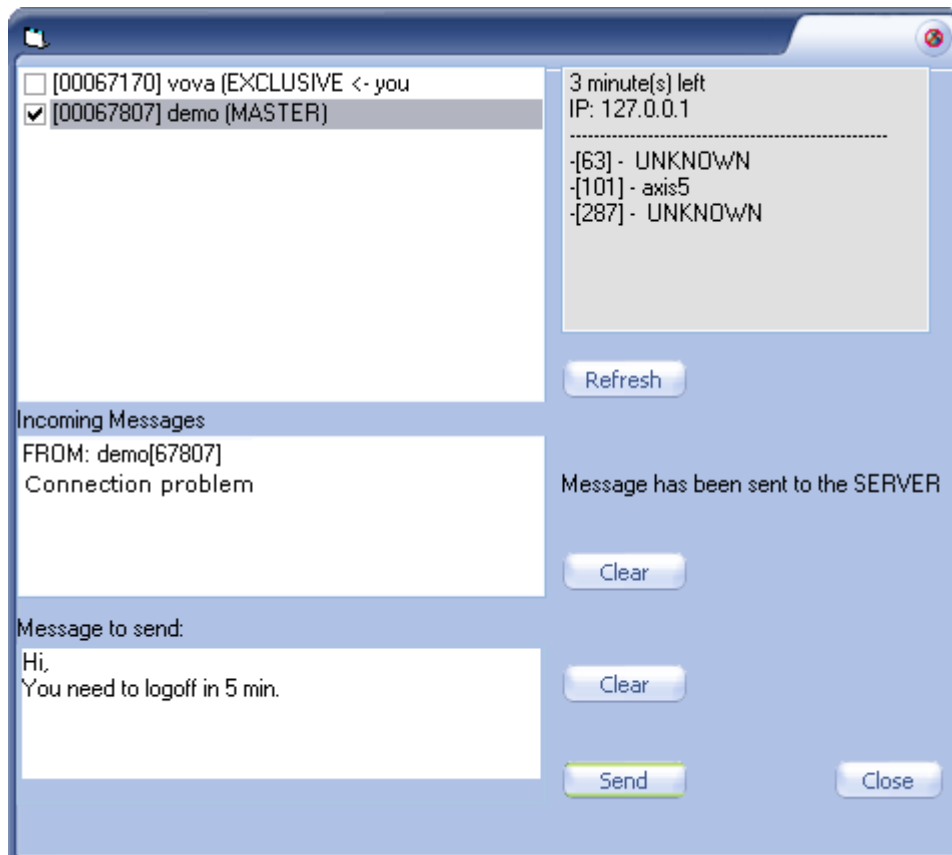 [00067170] vova (EXCLUSIVE <- you
[00067807] demo (MASTER)
3 minute(s) left
IP: 127.0.0.1
-----------------------------------------------------
-[63] -  UNKNOWN
-[101] - axis5
-[287] -  UNKNOWN
Refresh
Incoming Messages
FROM: demo[67807]
Connection problem
Message has been sent to the SERVER
Clear
Message to send:
Hi,
You need to logoff in 5 min.
Clear
Send
Close